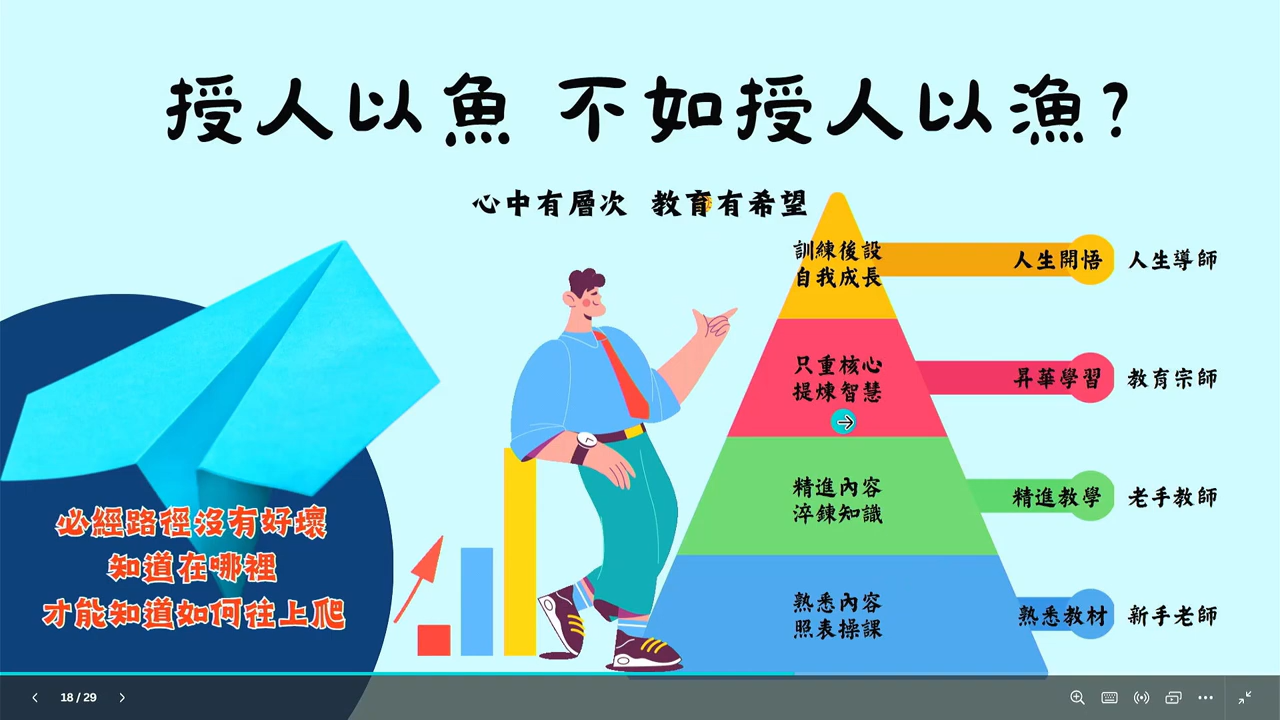 授人以魚 不如授人以漁?
心中有層次 教育有希望
訓練後設
自我成長
人生開悟 人生導師
只重核心
提煉智慧
昇華學習 教育宗師
精進內容
淬鍊知識
精進教學 老手教師
熟悉內容
照表操課
熟悉教材 新手老師
必經路徑沒有好壞
知道在哪裡
才能知道如何往上爬
18 / 29